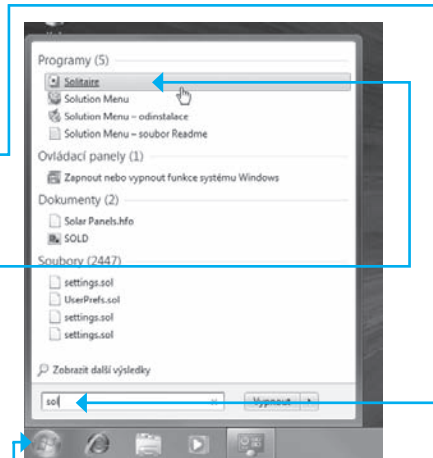 Programy (5)
Solitaire
Solution Menu
Solution Menu – odinstalace
Solution Menu – soubor Readme
Ovládací panely (1)
Zapnout nebo vypnout funkce systému Windows
Dokumenty (2)
Solar Panels.hfo
SOLD
Soubory (2447)
settings.sol
UserPrefs.sol
settings.sol
settings.sol
Zobrazit další výsledky
sol
Vypnout